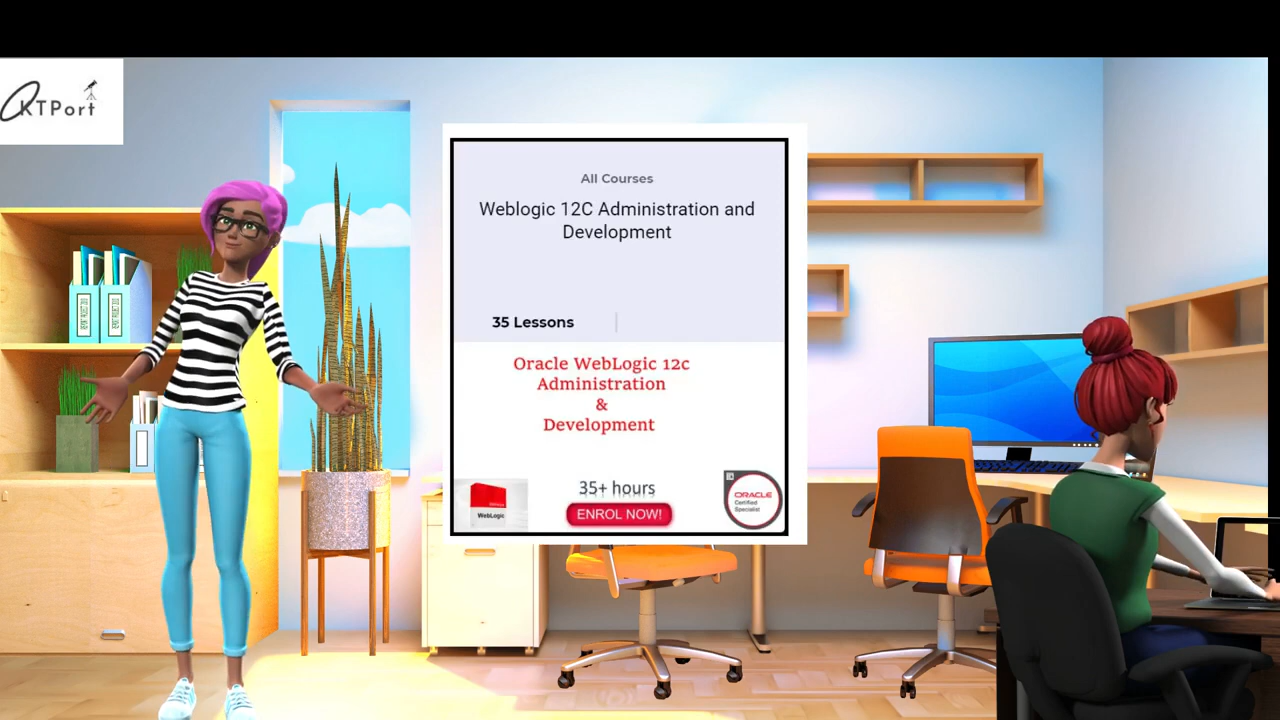 KTPort
All Courses
Weblogic 12C Administration and
Development
35 Lessons
Oracle WebLogic 12c
Administration
&
Development
35+ hours
ENROL NOW!
WebLogic
ORACLE
Certified
Specialist